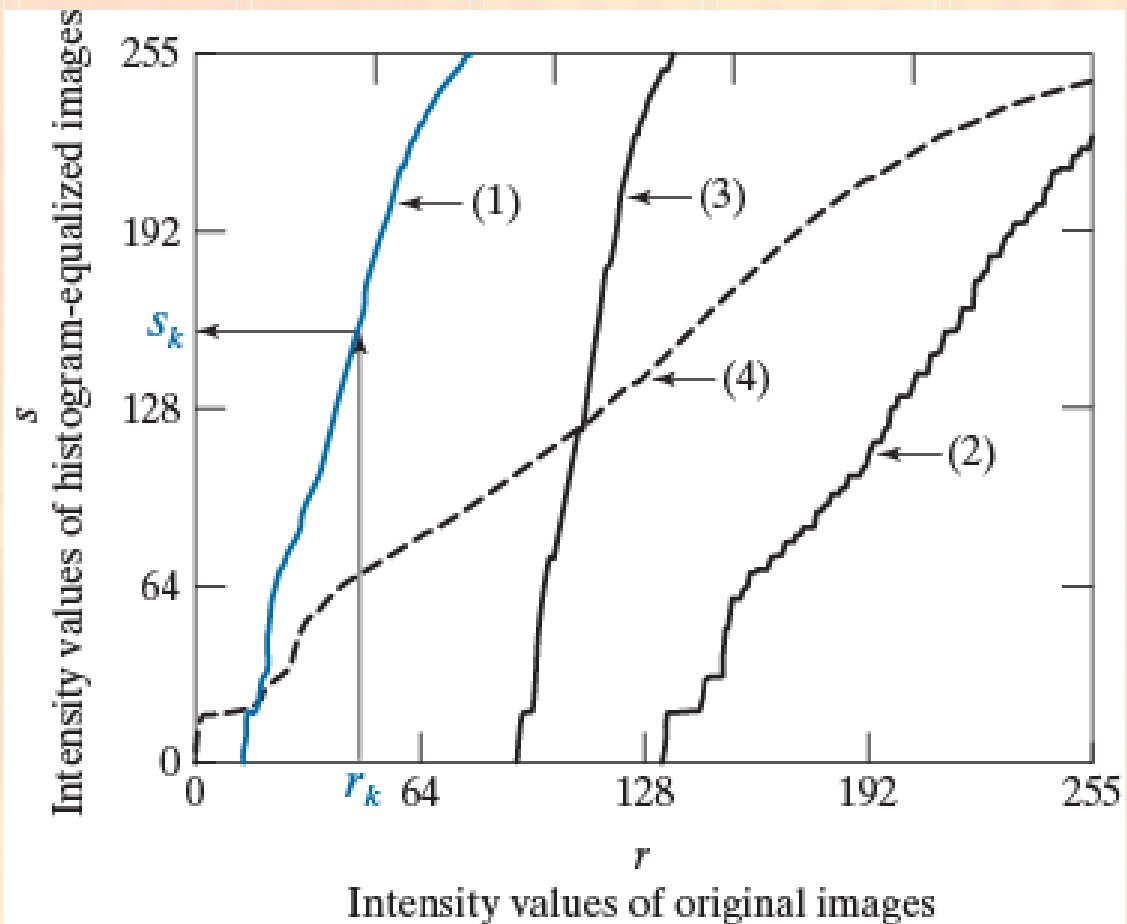 s
Intensity values of histogram-equalized images
255
192
s_k
128
64
0
(1)
(3)
(4)
(2)
0 r_k 64 128 192 255
r
Intensity values of original images